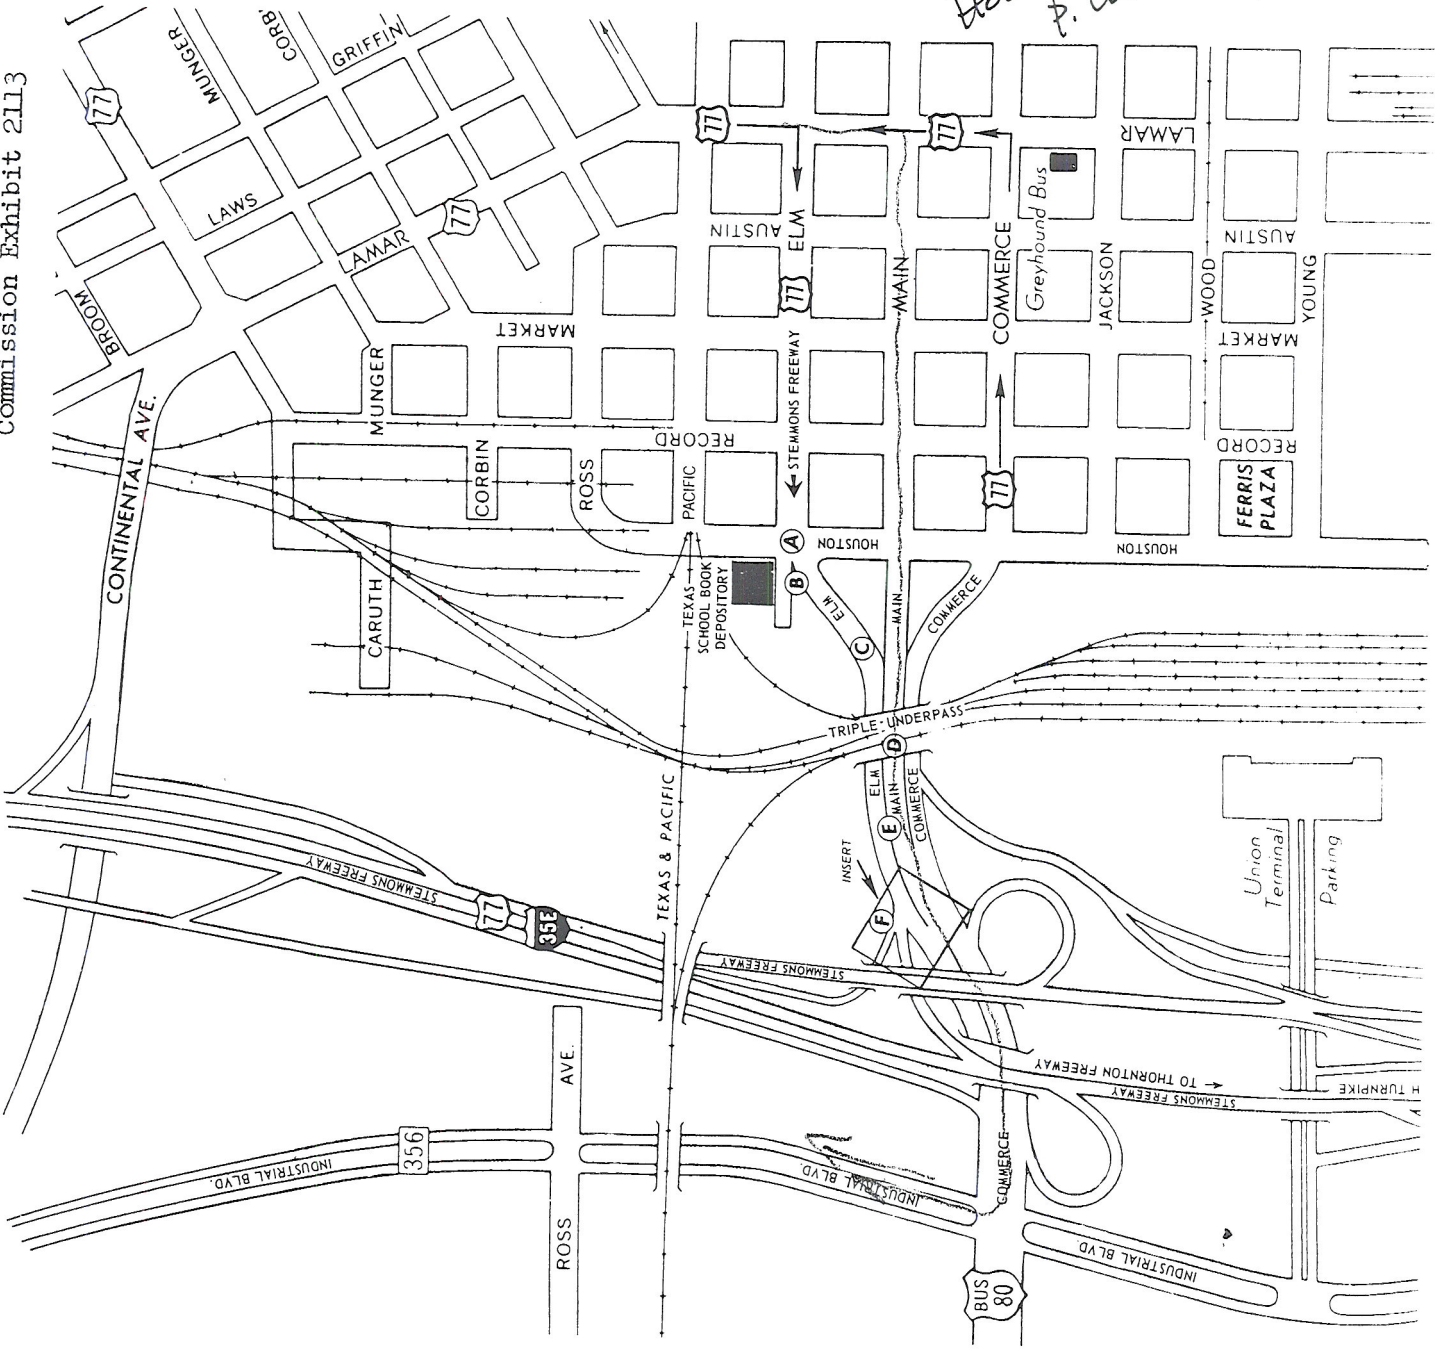 Commission Exhibit 2113
P.
MUNGER
CORB
GRIFFIN
77
LAWS
LAMAR
77
BROOM
77
77
LAMAR
Greyhound Bus
AUSTIN
ELM
AUSTIN
77
MAIN
COMMERCE
JACKSON
WOOD
YOUNG
MARKET
MARKET
MUNGER
STEMMONS FREEWAY
CONTINENTAL AVE.
RECORD
RECORD
CORBIN
ROSS
PACIFIC
77
FERRIS
PLAZA
A
HOUSTON
HOUSTON
B
TEXAS
SCHOOL BOOK
DEPOSITORY
CARUTH
ELM
MAIN
COMMERCE
C
TRIPLE UNDERPASS
D
ELM
MAIN
COMMERCE
E
TEXAS & PACIFIC
INSERT
F
Union
Terminal
Parking
STEMMONS FREEWAY
77
35E
STEMMONS FREEWAY
AVE.
TO THORNTON FREEWAY
STEMMONS FREEWAY
H TURNPIKE
356
INDUSTRIAL BLVD.
INDUSTRIAL BLVD.
INDUSTRIAL
COMMERCE
ROSS
INDUSTRIAL BLVD
BUS
80